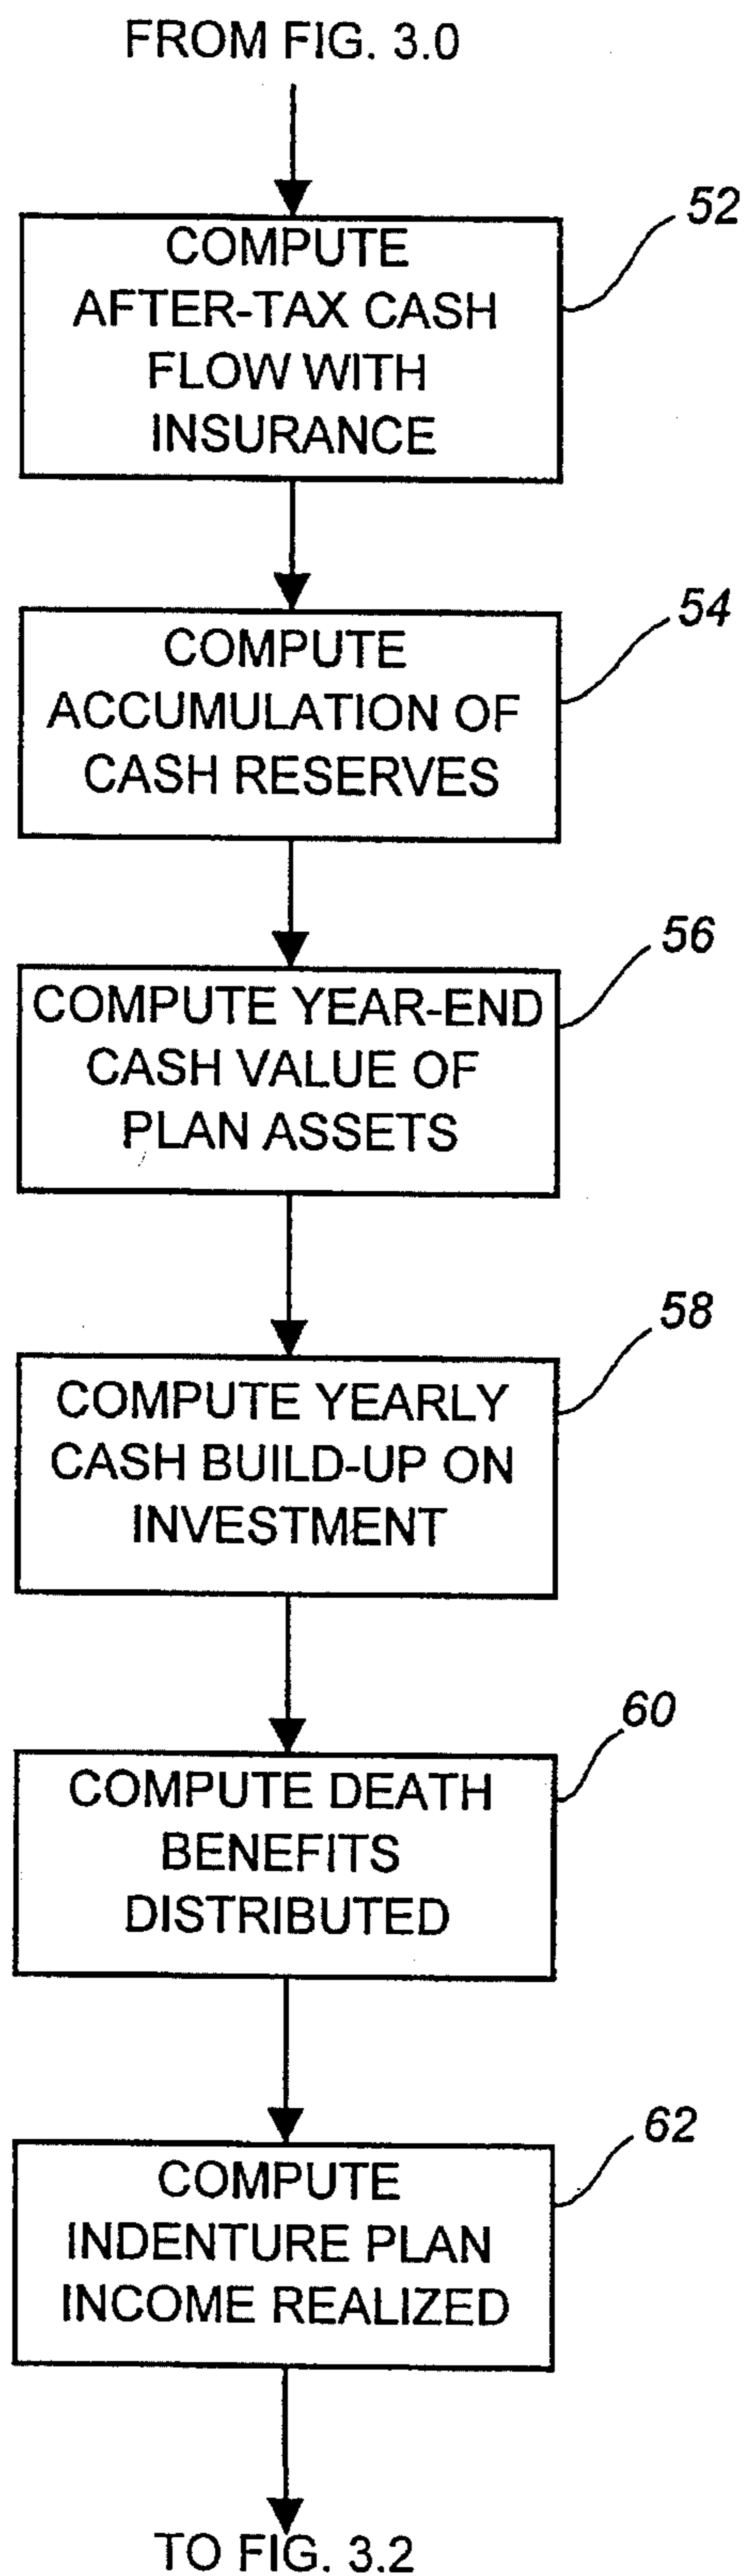 FROM FIG. 3.0
52
COMPUTE
AFTER-TAX CASH
FLOW WITH
INSURANCE
54
COMPUTE
ACCUMULATION OF
CASH RESERVES
56
COMPUTE YEAR-END
CASH VALUE OF
PLAN ASSETS
58
COMPUTE YEARLY
CASH BUILD-UP ON
INVESTMENT
60
COMPUTE DEATH
BENEFITS
DISTRIBUTED
62
COMPUTE
INDENTURE PLAN
INCOME REALIZED
TO FIG. 3.2